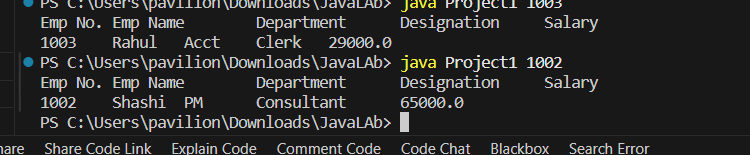 PS C:\Users\pavilion\Downloads\JavaLAb> java Project1 1003
Emp No. Emp Name Department Designation Salary
1003 Rahul Acct Clerk 29000.0
PS C:\Users\pavilion\Downloads\JavaLAb> java Project1 1002
Emp No. Emp Name Department Designation Salary
1002 Shashi PM Consultant 65000.0
PS C:\Users\pavilion\Downloads\JavaLAb>
Share Code Link Explain Code Comment Code Code Chat Blackbox Search Error